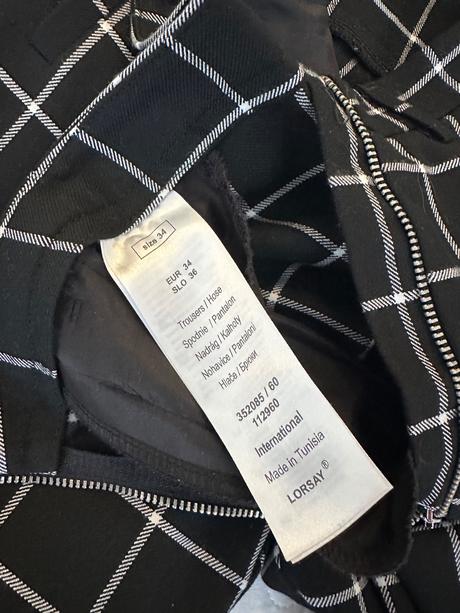 size 34
EUR 34
SLO 36
Trousers / Hose
Spodnie / Pantalon
Nadrág / Kalhoty
Nohavice / Pantaloni
Hlače / Брюки
352085 / 60
112960
International
Made in Tunisia
LORSAY®